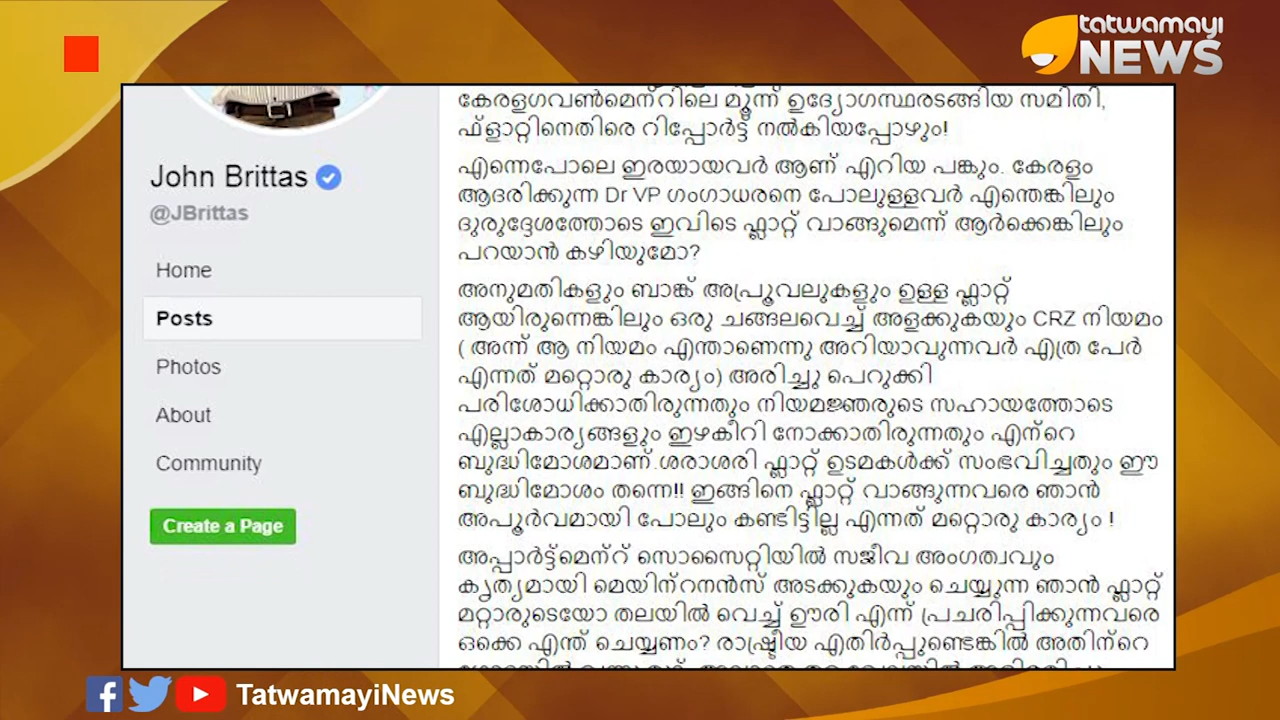 tatwamayi
NEWS
കേരളഗവൺമെന്റിലെ മൂന്ന് ഉദ്യോഗസ്ഥരടങ്ങിയ സമിതി,
ഫ്ളാറ്റിനെതിരെ റിപ്പോർട്ട് നൽകിയപ്പോഴും!
എന്നെപോലെ ഇരയായവർ ആണ് എറിയ പങ്കും. കേരളം
ആദരിക്കുന്ന Dr VP ഗംഗാധരനെ പോലുള്ളവർ എന്തെങ്കിലും
ദുരുദ്ദേശത്തോടെ ഇവിടെ ഫ്ലാറ്റ് വാങ്ങുമെന്ന് ആർക്കെങ്കിലും
പറയാൻ കഴിയുമോ?
അനുമതികളും ബാങ്ക് അപ്രൂവലുകളും ഉള്ള ഫ്ലാറ്റ്
ആയിരുന്നെങ്കിലും ഒരു ചങ്ങലവെച്ച് അളക്കുകയും CRZ നിയമം
( അന്ന് ആ നിയമം എന്താണെന്നു അറിയാവുന്നവർ എത്ര പേർ
എന്നത് മറ്റൊരു കാര്യം) അരിച്ചു പെറുക്കി
പരിശോധിക്കാതിരുന്നതും നിയമജ്ഞരുടെ സഹായത്തോടെ
എല്ലാകാര്യങ്ങളും ഇഴകീറി നോക്കാതിരുന്നതും എന്റെ
ബുദ്ധിമോശമാണ്.ശരാശരി ഫ്ലാറ്റ് ഉടമകൾക്ക് സംഭവിച്ചതും ഈ
ബുദ്ധിമോശം തന്നെ!! ഇങ്ങിനെ ഫ്ലാറ്റ് വാങ്ങുന്നവരെ ഞാൻ
അപൂർവമായി പോലും കണ്ടിട്ടില്ല എന്നത് മറ്റൊരു കാര്യം !
അപ്പാർട്ട്മെന്റ് സൊസൈറ്റിയിൽ സജീവ അംഗത്വവും
കൃത്യമായി മെയിന്റനൻസ് അടക്കുകയും ചെയ്യുന്ന ഞാൻ ഫ്ലാറ്റ്
മറ്റാരുടെയോ തലയിൽ വെച്ച് ഊരി എന്ന് പ്രചരിപ്പിക്കുന്നവരെ
ഒക്കെ എന്ത് ചെയ്യണം? രാഷ്ട്രീയ എതിർപ്പുണ്ടെങ്കിൽ അതിന്റെ
John Brittas
@JBrittas
Home
Posts
Photos
About
Community
Create a Page
TatwamayiNews